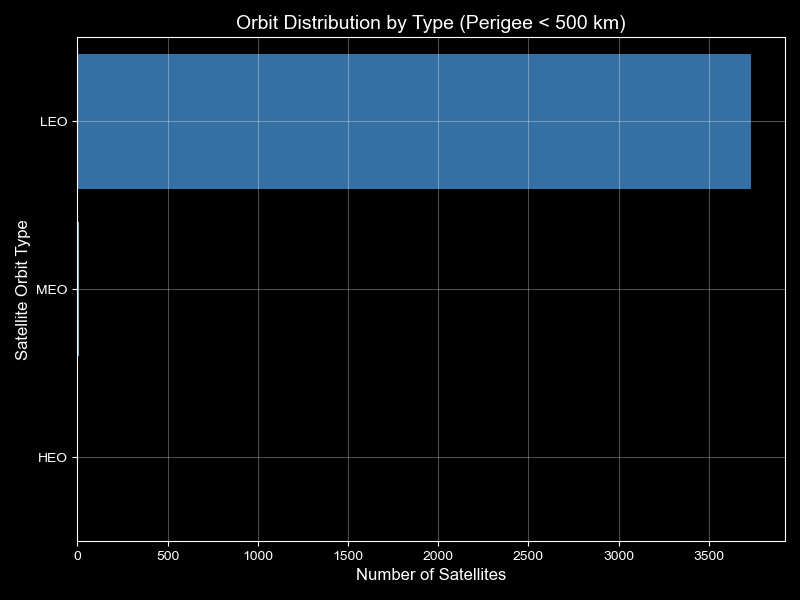 Orbit Distribution by Type (Perigee < 500 km)
Satellite Orbit Type
LEO
MEO
HEO
0 500 1000 1500 2000 2500 3000 3500
Number of Satellites